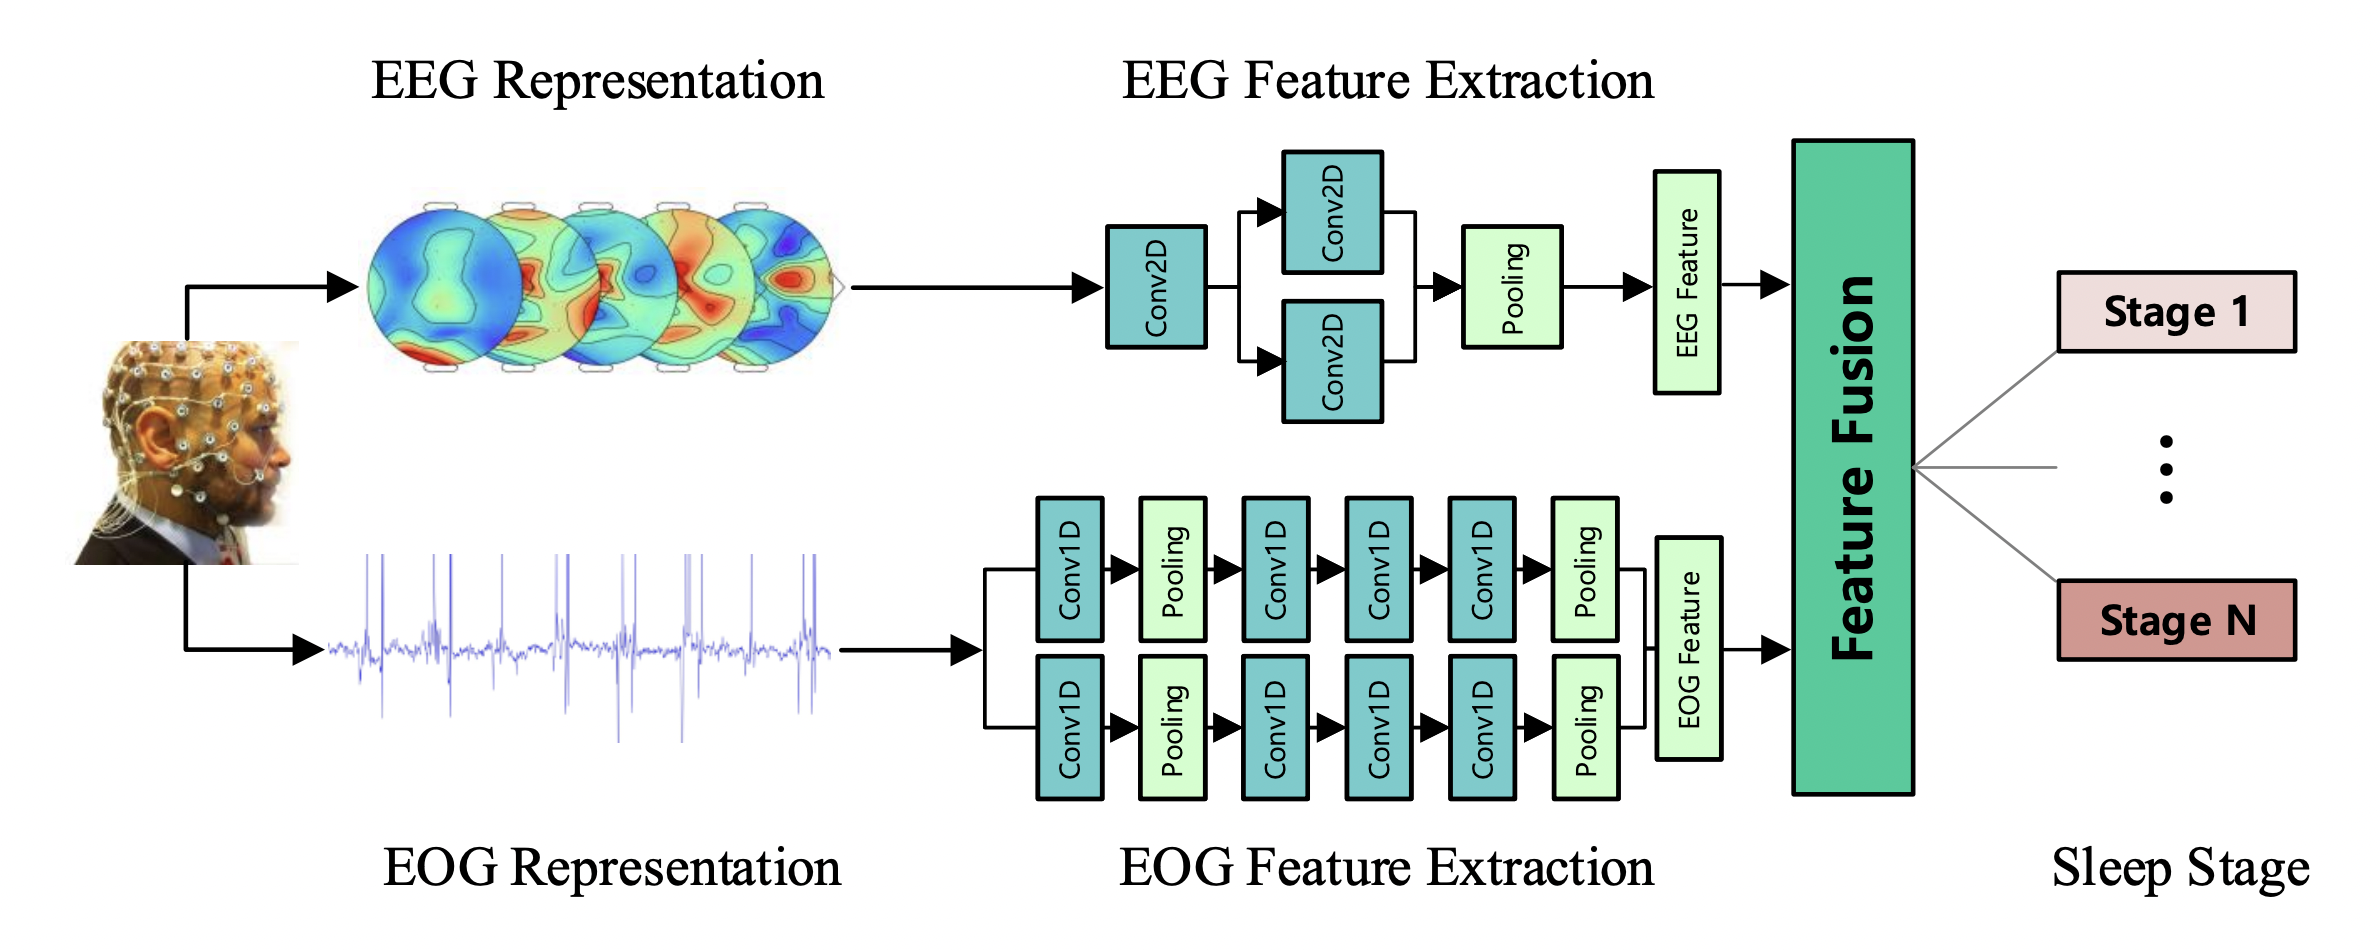 EEG Representation
EEG Feature Extraction
Conv2D
Conv2D
Conv2D
Pooling
EEG Feature
Feature Fusion
Stage 1
Stage N
Conv1D
Pooling
Conv1D
Conv1D
Conv1D
Pooling
Conv1D
Pooling
Conv1D
Conv1D
Conv1D
Pooling
EOG Feature
EOG Representation
EOG Feature Extraction
Sleep Stage